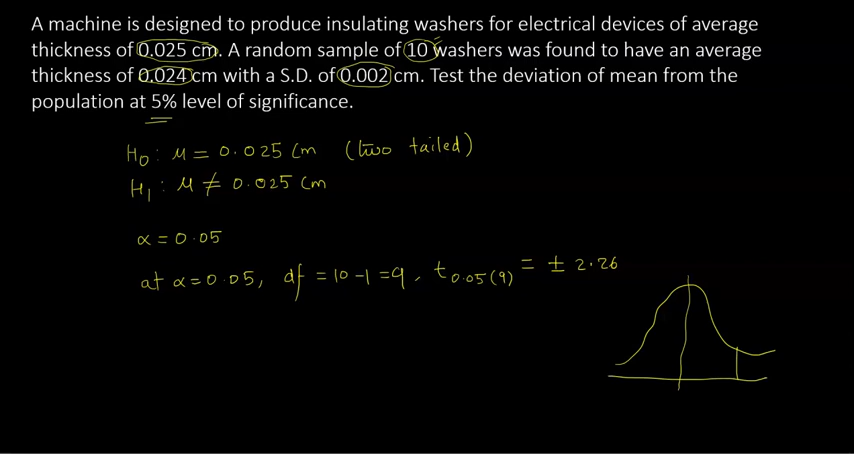 A machine is designed to produce insulating washers for electrical devices of average
thickness of 0.025 cm. A random sample of 10 washers was found to have an average
thickness of 0.024 cm with a S.D. of 0.002 cm. Test the deviation of mean from the
population at 5% level of significance.
H₀ : μ = 0.025 cm (two tailed)
H₁ : μ ≠ 0.025 cm
α = 0.05
at α = 0.05, df = 10 - 1 = 9, t₀.₀₅(₉) = ± 2.26